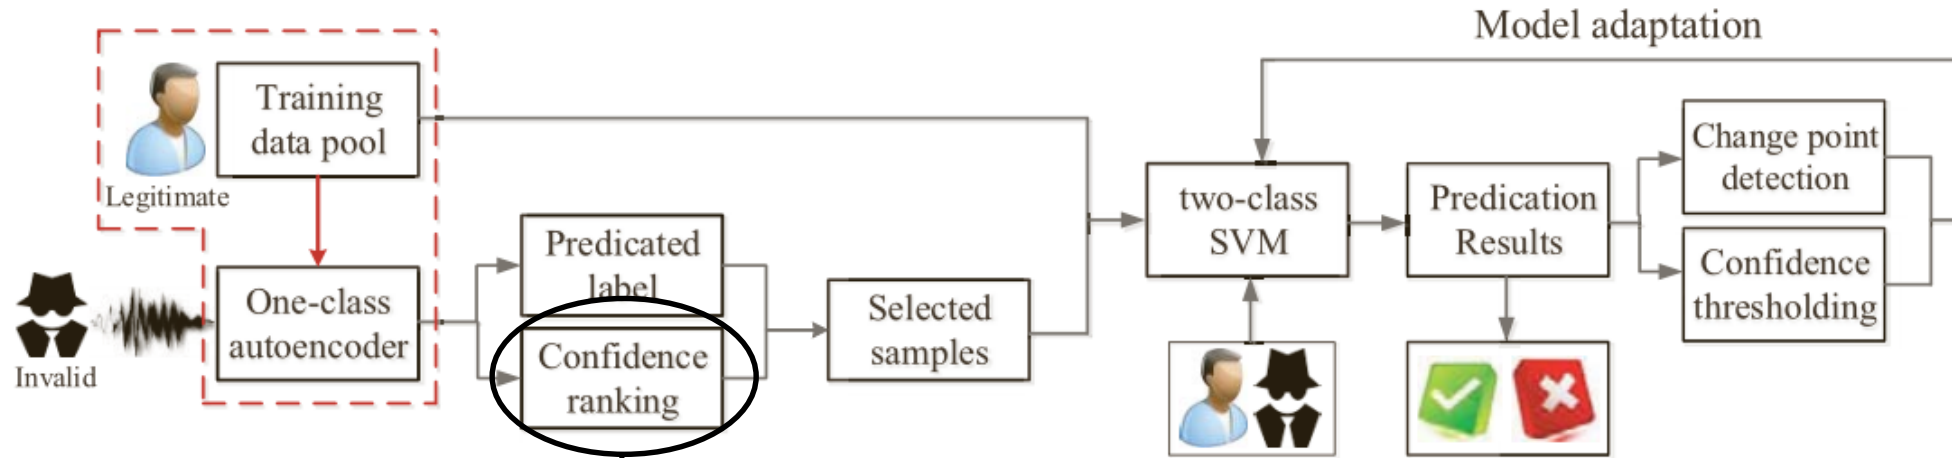 Model adaptation
Training
data pool
Legitimate
One-class
autoencoder
Invalid
Predicated
label
Confidence
ranking
Selected
samples
two-class
SVM
Predication
Results
Change point
detection
Confidence
thresholding